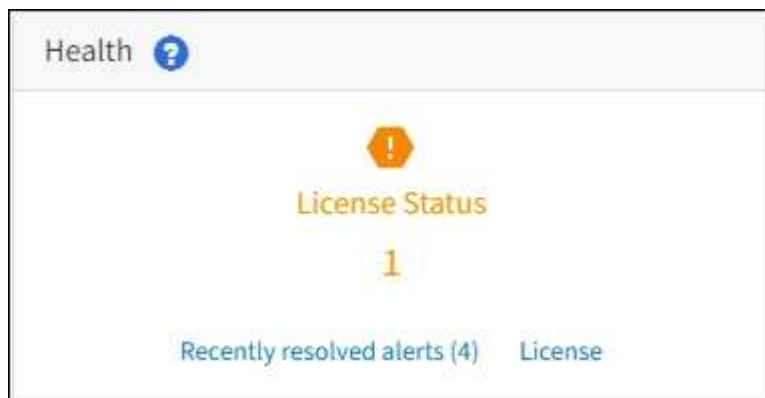 Health ?
!
License Status
1
Recently resolved alerts (4) License